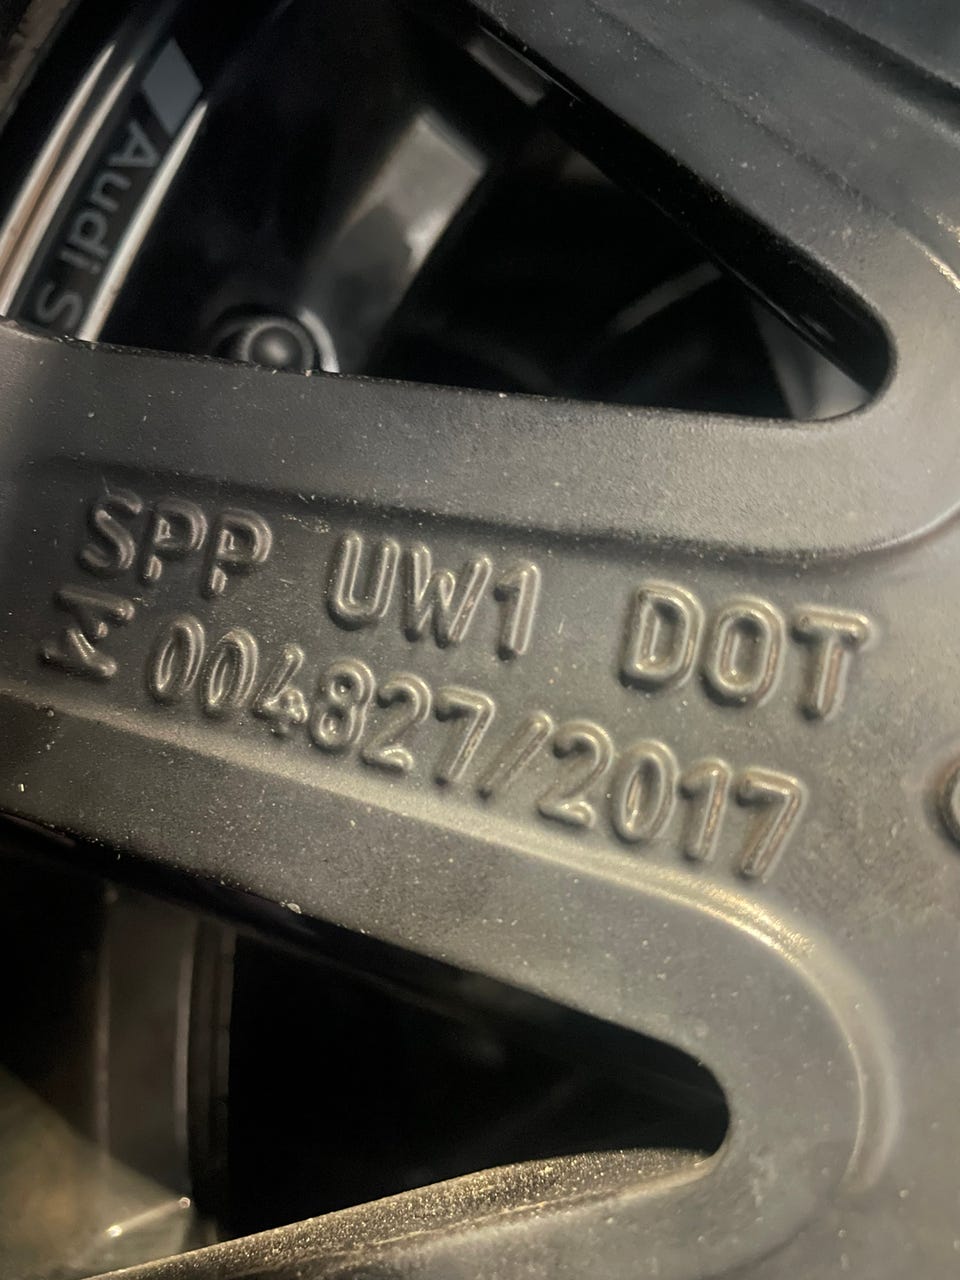 Audi S
SPP UW1 DOT
M 004827/2017